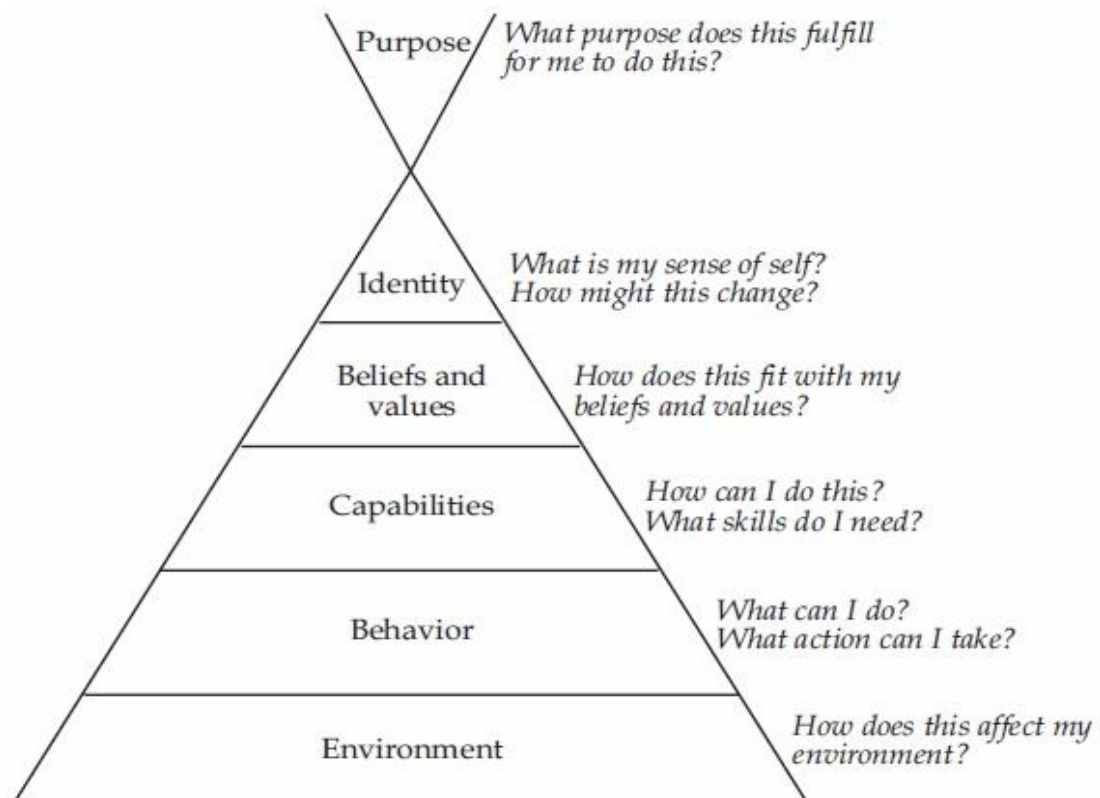 Purpose
What purpose does this fulfill
for me to do this?
Identity
What is my sense of self?
How might this change?
Beliefs and
values
How does this fit with my
beliefs and values?
Capabilities
How can I do this?
What skills do I need?
Behavior
What can I do?
What action can I take?
Environment
How does this affect my
environment?